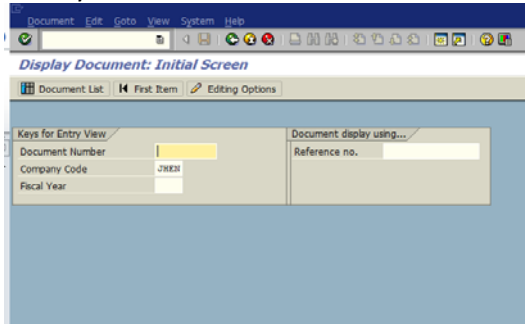 Document Edit Goto View System Help
Display Document: Initial Screen
Document List First Item Editing Options
Keys for Entry View Document display using...
Document Number Reference no.
Company Code JHEN
Fiscal Year